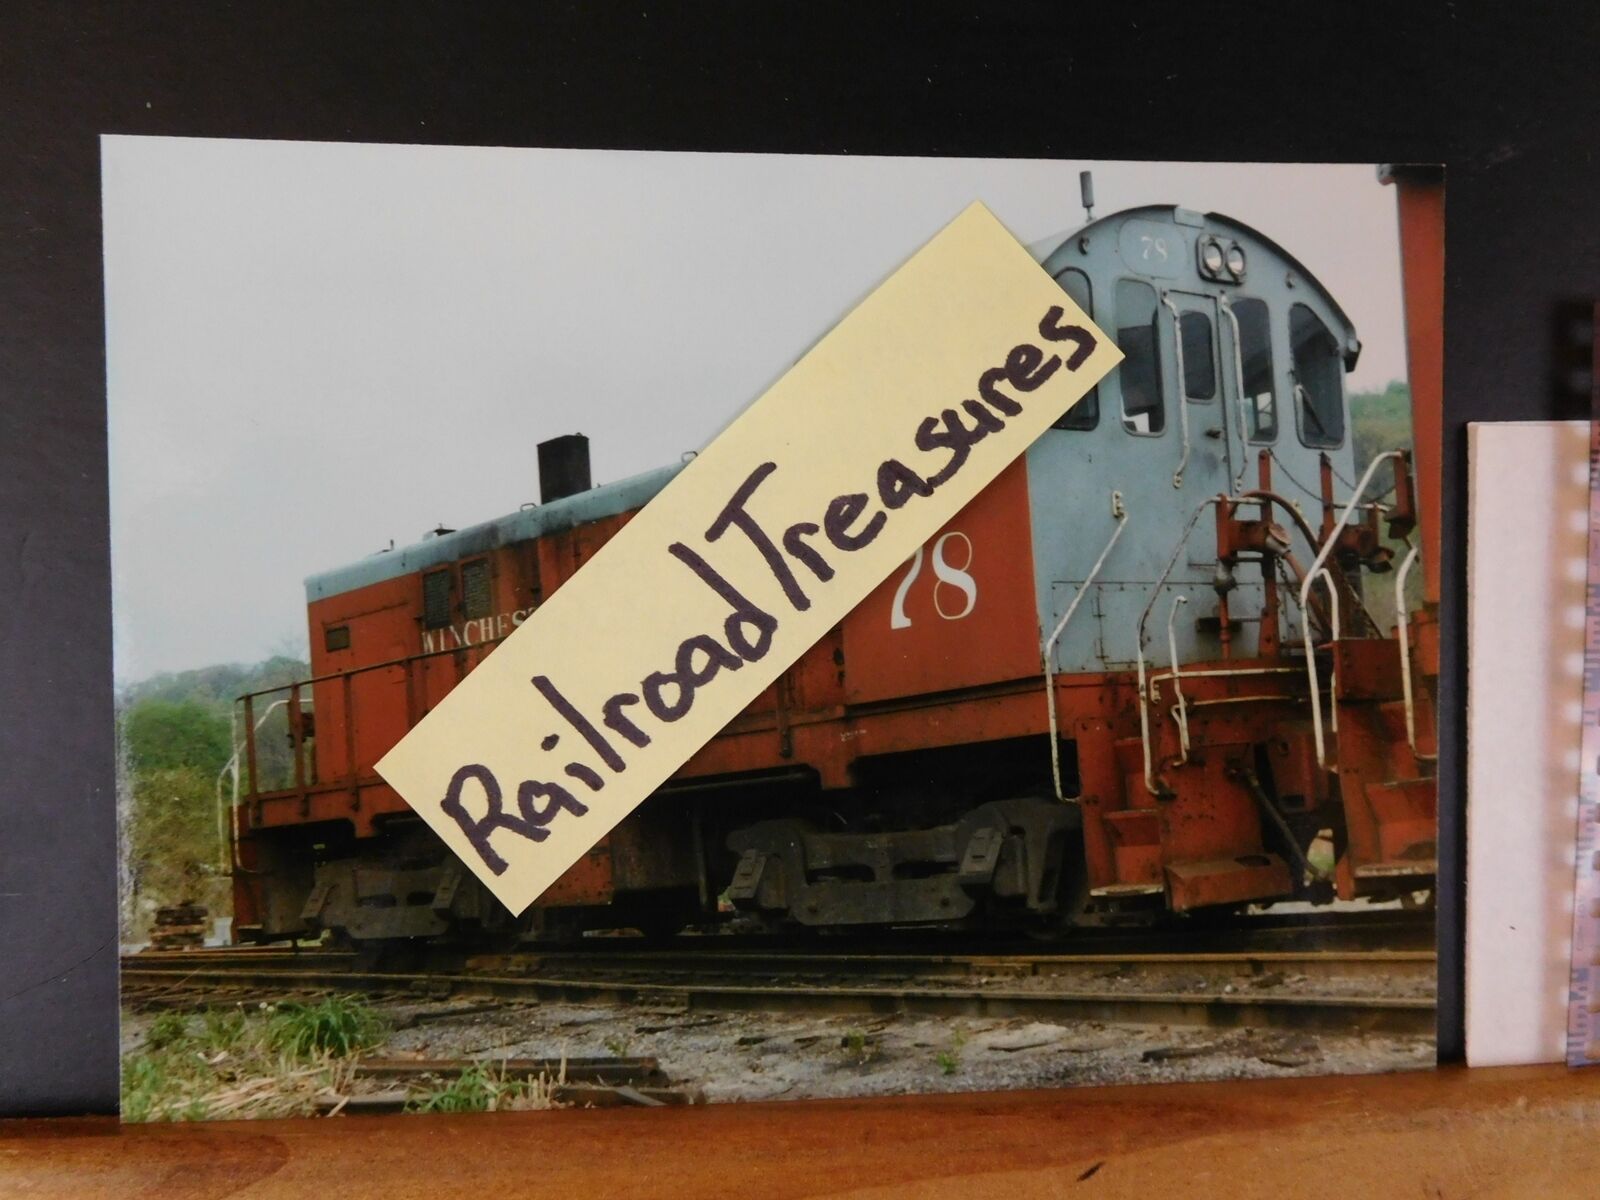 78
WINCHES
78
Railroad Treasures